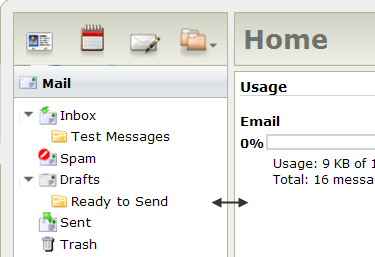 Home
Mail
Inbox
Test Messages
Spam
Drafts
Ready to Send
Sent
Trash
Usage
Email
0%
Usage: 9 KB of
Total: 16